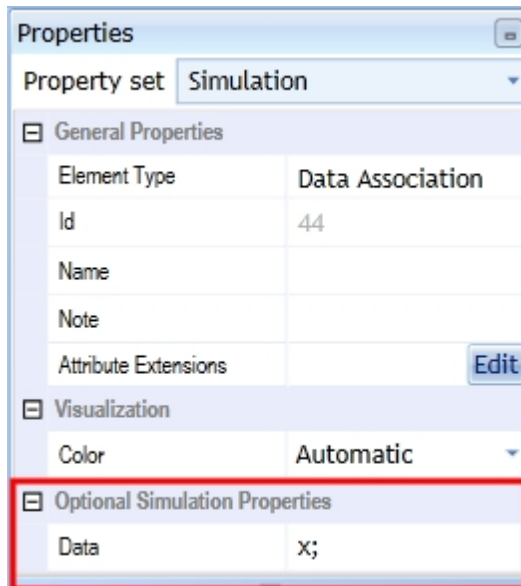 Properties
Property set Simulation
General Properties
Element Type Data Association
Id 44
Name
Note
Attribute Extensions Edit
Visualization
Color Automatic
Optional Simulation Properties
Data x;